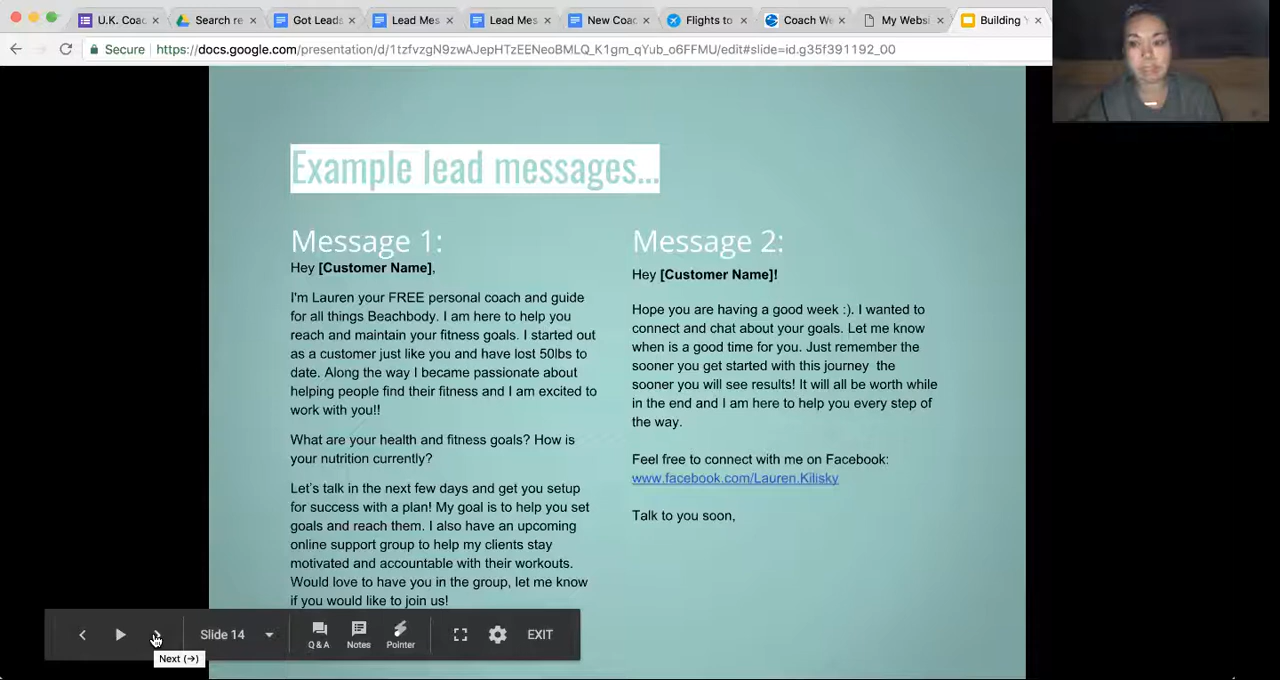 U.K. Coac
Search re
Got Leads
Lead Mes
Lead Mes
New Coac
Flights to
Coach We
My Websi
Building Y
Secure
https://docs.google.com/presentation/d/1tzfvzgN9zwAJepHTzEENeoBMLQ_K1gm_qYub_o6FFMU/edit#slide=id.g35f391192_00
Example lead messages...
Message 1:
Hey [Customer Name],
I'm Lauren your FREE personal coach and guide
for all things Beachbody. I am here to help you
reach and maintain your fitness goals. I started out
as a customer just like you and have lost 50lbs to
date. Along the way I became passionate about
helping people find their fitness and I am excited to
work with you!!
What are your health and fitness goals? How is
your nutrition currently?
Let's talk in the next few days and get you setup
for success with a plan! My goal is to help you set
goals and reach them. I also have an upcoming
online support group to help my clients stay
motivated and accountable with their workouts.
Would love to have you in the group, let me know
if you would like to join us!
Message 2:
Hey [Customer Name]!
Hope you are having a good week :). I wanted to
connect and chat about your goals. Let me know
when is a good time for you. Just remember the
sooner you get started with this journey  the
sooner you will see results! It will all be worth while
in the end and I am here to help you every step of
the way.
Feel free to connect with me on Facebook:
www.facebook.com/Lauren.Kilisky
Talk to you soon,
Slide 14
Q & A
Notes
Pointer
EXIT
Next (→)